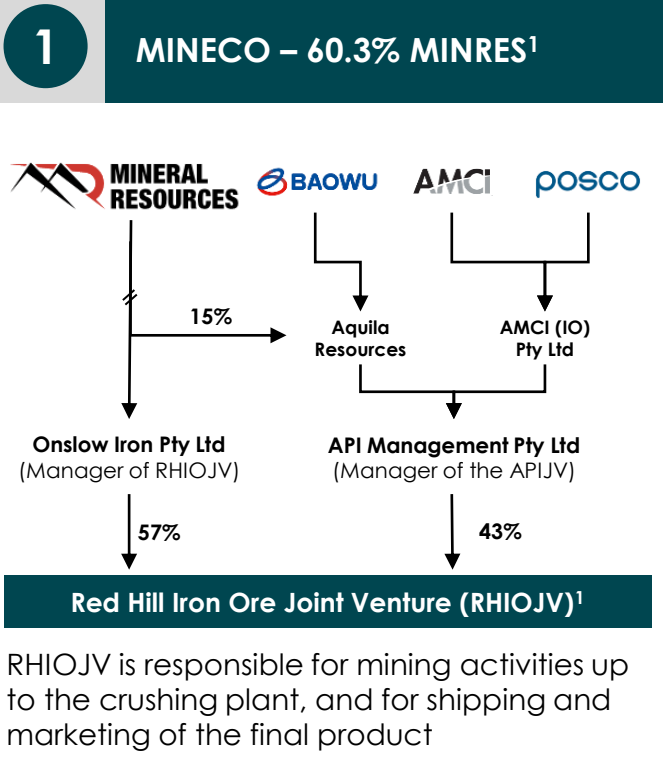 1
MINECO – 60.3% MINRES¹
MINERAL
RESOURCES
BAOWU
AMCI
posco
15%
Aquila
Resources
AMCI (IO)
Pty Ltd
Onslow Iron Pty Ltd
(Manager of RHIOJV)
API Management Pty Ltd
(Manager of the APIJV)
57%
43%
Red Hill Iron Ore Joint Venture (RHIOJV)¹
RHIOJV is responsible for mining activities up
to the crushing plant, and for shipping and
marketing of the final product